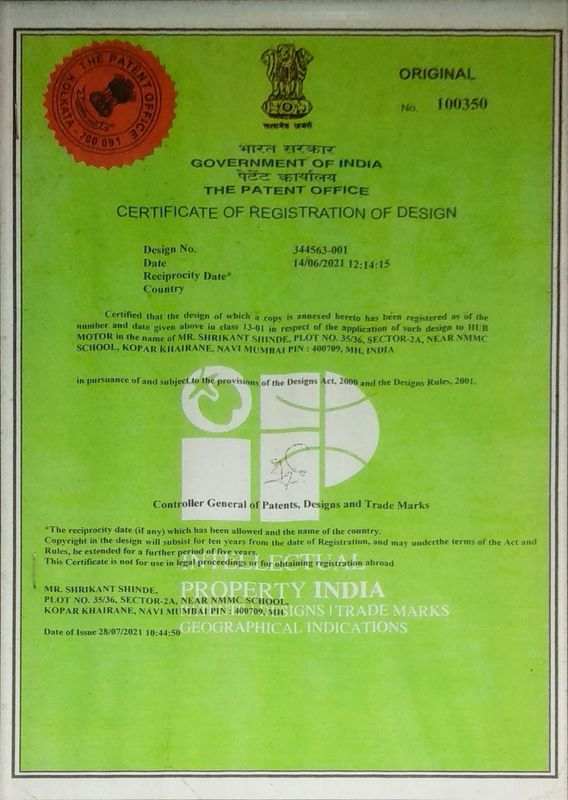 THE PATENT OFFICE
KOLKATA - 700 091
ORIGINAL
No. 100350
सत्यमेव जयते
भारत सरकार
GOVERNMENT OF INDIA
पेटेंट कार्यालय
THE PATENT OFFICE
CERTIFICATE OF REGISTRATION OF DESIGN
Design No. 344563-001
Date 14/06/2021 12:14:15
Reciprocity Date*
Country
Certified that the design of which a copy is annexed hereto has been registered as of the
number and date given above in class 13-01 in respect of the application of such design to HUB
MOTOR in the name of MR. SHRIKANT SHINDE, PLOT NO. 35/36, SECTOR-2A, NEAR NMMC
SCHOOL, KOPAR KHAIRANE, NAVI MUMBAI PIN : 400709, MH, INDIA
in pursuance of and subject to the provisions of the Designs Act, 2000 and the Designs Rules, 2001.
Controller General of Patents, Designs and Trade Marks
*The reciprocity date (if any) which has been allowed and the name of the country.
Copyright in the design will subsist for ten years from the date of Registration, and may underthe terms of the Act and
Rules, be extended for a further period of five years.
This Certificate is not for use in legal proceedings or for obtaining registration abroad
INTELLECTUAL
PROPERTY INDIA
MR. SHRIKANT SHINDE,
PLOT NO. 35/36, SECTOR-2A, NEAR NMMC SCHOOL,
KOPAR KHAIRANE, NAVI MUMBAI PIN : 400709, MH
DESIGNS | TRADE MARKS
GEOGRAPHICAL INDICATIONS
Date of Issue 28/07/2021 10:44:50